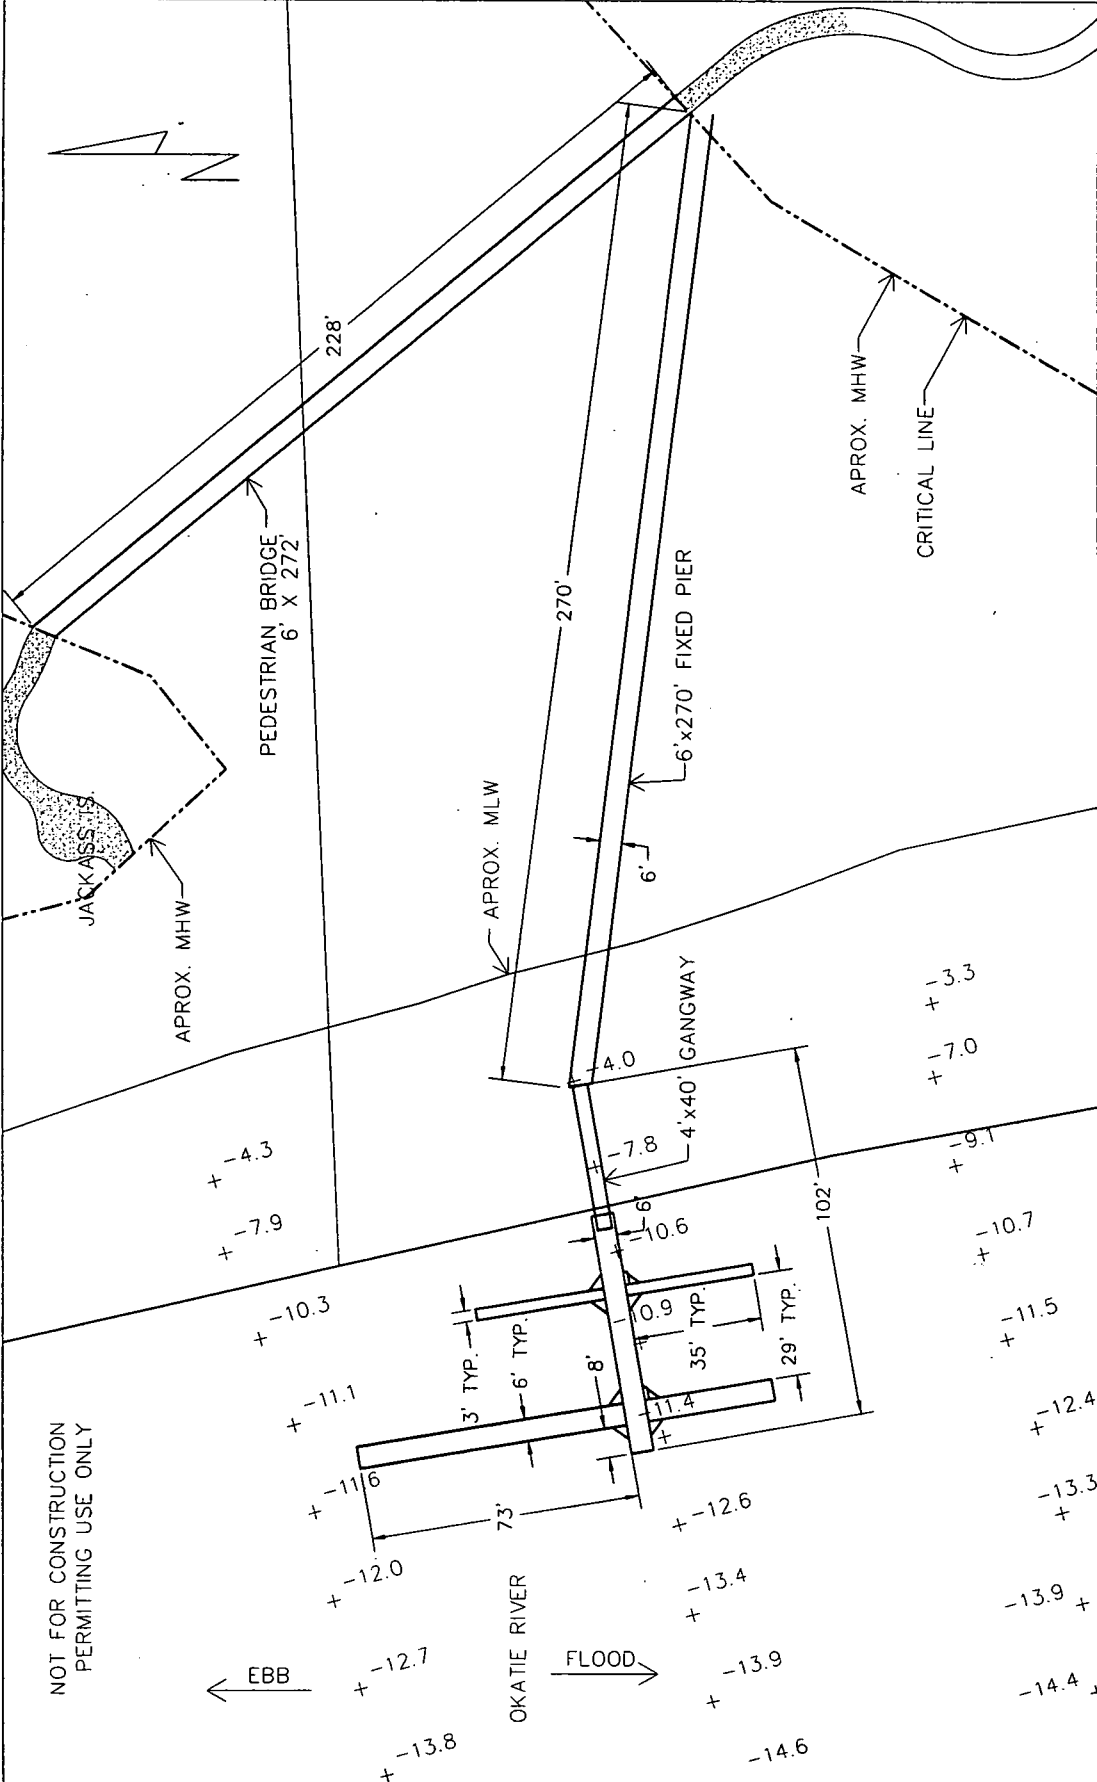 N
228'
PEDESTRIAN BRIDGE
6' X 272'
JACKASS IS.
APROX. MHW
APROX. MLW
270'
6'x270' FIXED PIER
6'
APROX. MHW
CRITICAL LINE
4'x40' GANGWAY
-4.0
-7.8
-3.3
-7.0
-9.1
-4.3
-7.9
-10.3
6'
-10.6
102'
-10.7
3' TYP.
6' TYP.
8'
-10.9
35' TYP.
29' TYP.
-11.5
-11.1
-11.4
-12.4
-11.6
73'
-12.6
-13.3
NOT FOR CONSTRUCTION
PERMITTING USE ONLY
-12.0
-13.4
-13.9
EBB
OKATIE RIVER
FLOOD
-12.7
-13.9
-14.4
-13.8
-14.6